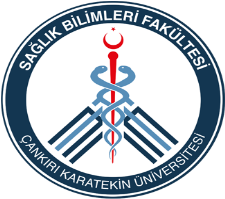 SAĞLIK BİLİMLERİ FAKÜLTESİ
ÇANKIRI KARATEKİN ÜNİVERSİTESİ